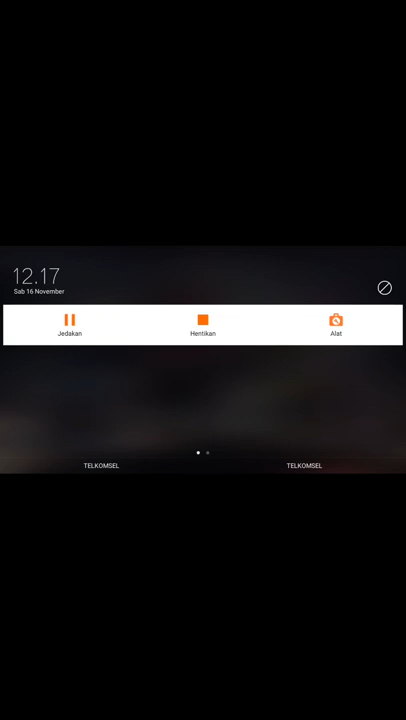 12.17
Sab 16 November
Jedakan
Hentikan
Alat
TELKOMSEL
TELKOMSEL